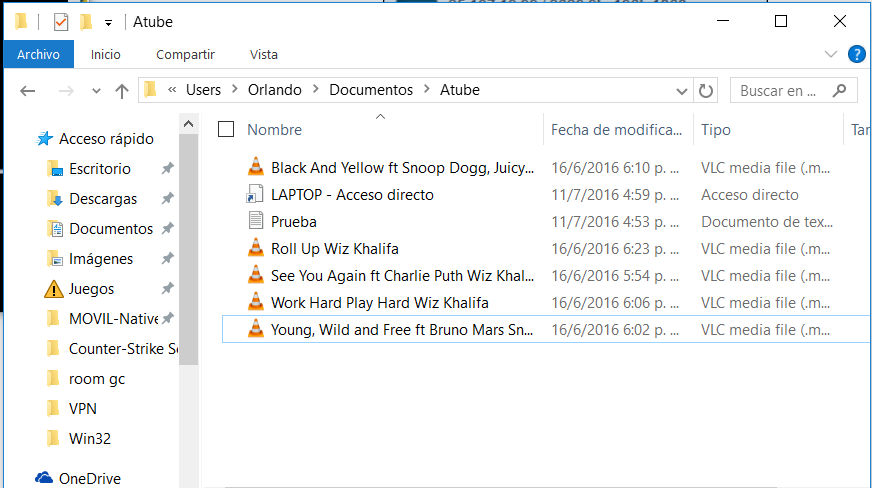 Atube
Archivo Inicio Compartir Vista
« Users > Orlando > Documentos > Atube Buscar en ...
Acceso rápido
Escritorio
Descargas
Documentos
Imágenes
Juegos
MOVIL-Native
Counter-Strike So
room gc
VPN
Win32
OneDrive
Nombre Fecha de modifica... Tipo Tar
Black And Yellow ft Snoop Dogg, Juicy... 16/6/2016 6:10 p. ... VLC media file (.m...
LAPTOP - Acceso directo 11/7/2016 4:59 p. ... Acceso directo
Prueba 11/7/2016 4:53 p. ... Documento de tex...
Roll Up Wiz Khalifa 16/6/2016 6:23 p. ... VLC media file (.m...
See You Again ft Charlie Puth Wiz Khal... 16/6/2016 5:54 p. ... VLC media file (.m...
Work Hard Play Hard Wiz Khalifa 16/6/2016 6:06 p. ... VLC media file (.m...
Young, Wild and Free ft Bruno Mars Sn... 16/6/2016 6:02 p. ... VLC media file (.m...